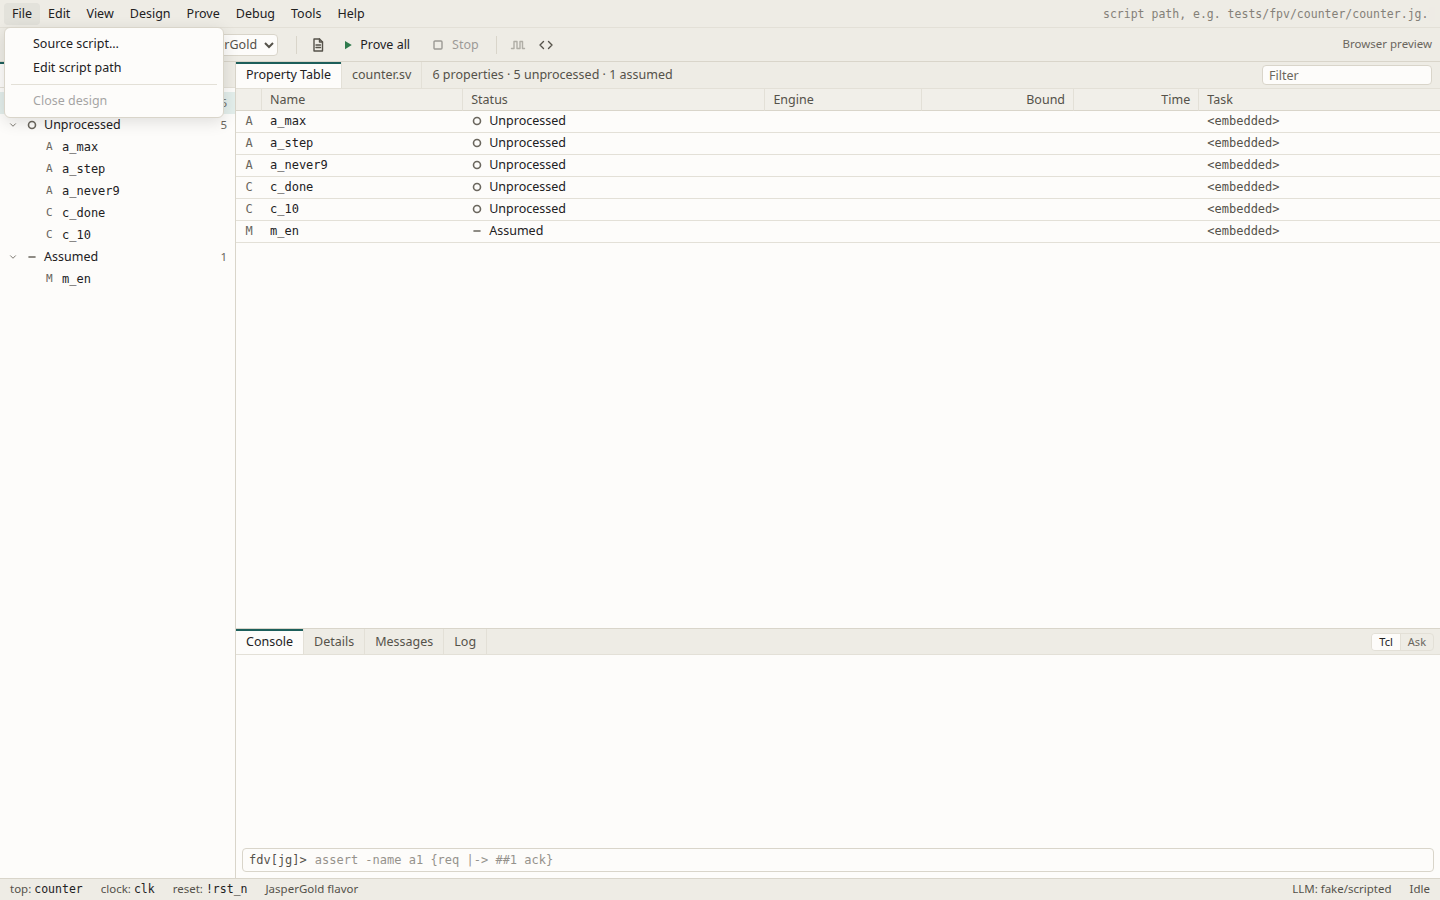 File Edit View Design Prove Debug Tools Help script path, e.g. tests/fpv/counter/counter.jg.
Source script...
Edit script path
Close design
rGold Prove all Stop Browser preview
Property Table counter.sv 6 properties · 5 unprocessed · 1 assumed Filter
Name Status Engine Bound Time Task
A a_max Unprocessed <embedded>
A a_step Unprocessed <embedded>
A a_never9 Unprocessed <embedded>
C c_done Unprocessed <embedded>
C c_10 Unprocessed <embedded>
M m_en Assumed <embedded>
Unprocessed 5
A a_max
A a_step
A a_never9
C c_done
C c_10
Assumed 1
M m_en
Console Details Messages Log Tcl Ask
fdv[jg]> assert -name a1 {req |-> ##1 ack}
top: counter clock: clk reset: !rst_n JasperGold flavor LLM: fake/scripted Idle